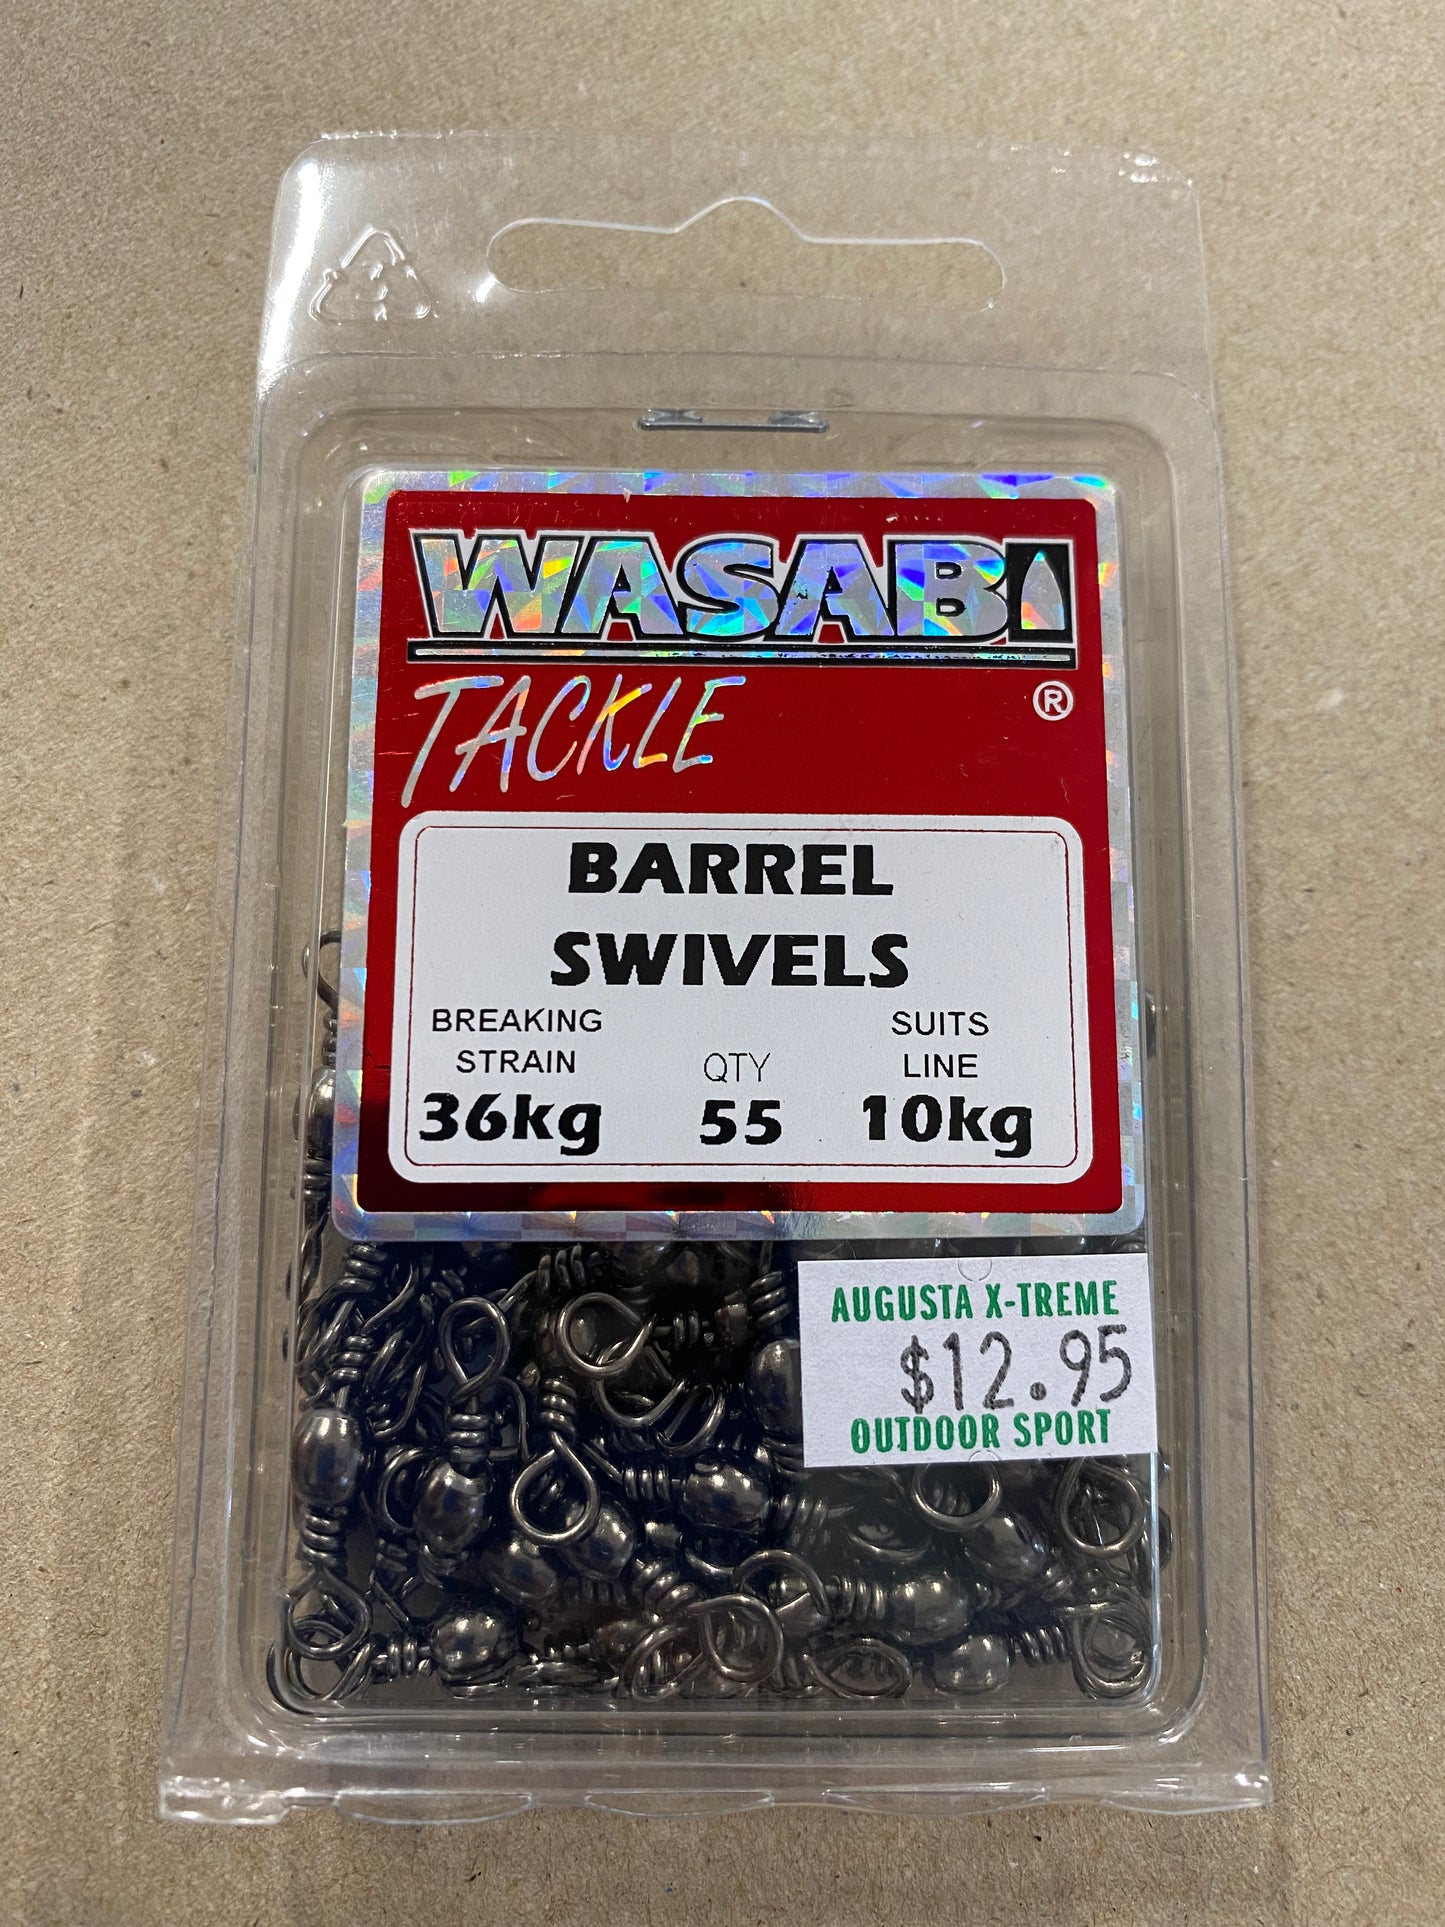 WASABI
TACKLE ®
BARREL
SWIVELS
BREAKING
STRAIN
36kg
QTY
55
SUITS
LINE
10kg
AUGUSTA X-TREME
$12.95
OUTDOOR SPORT